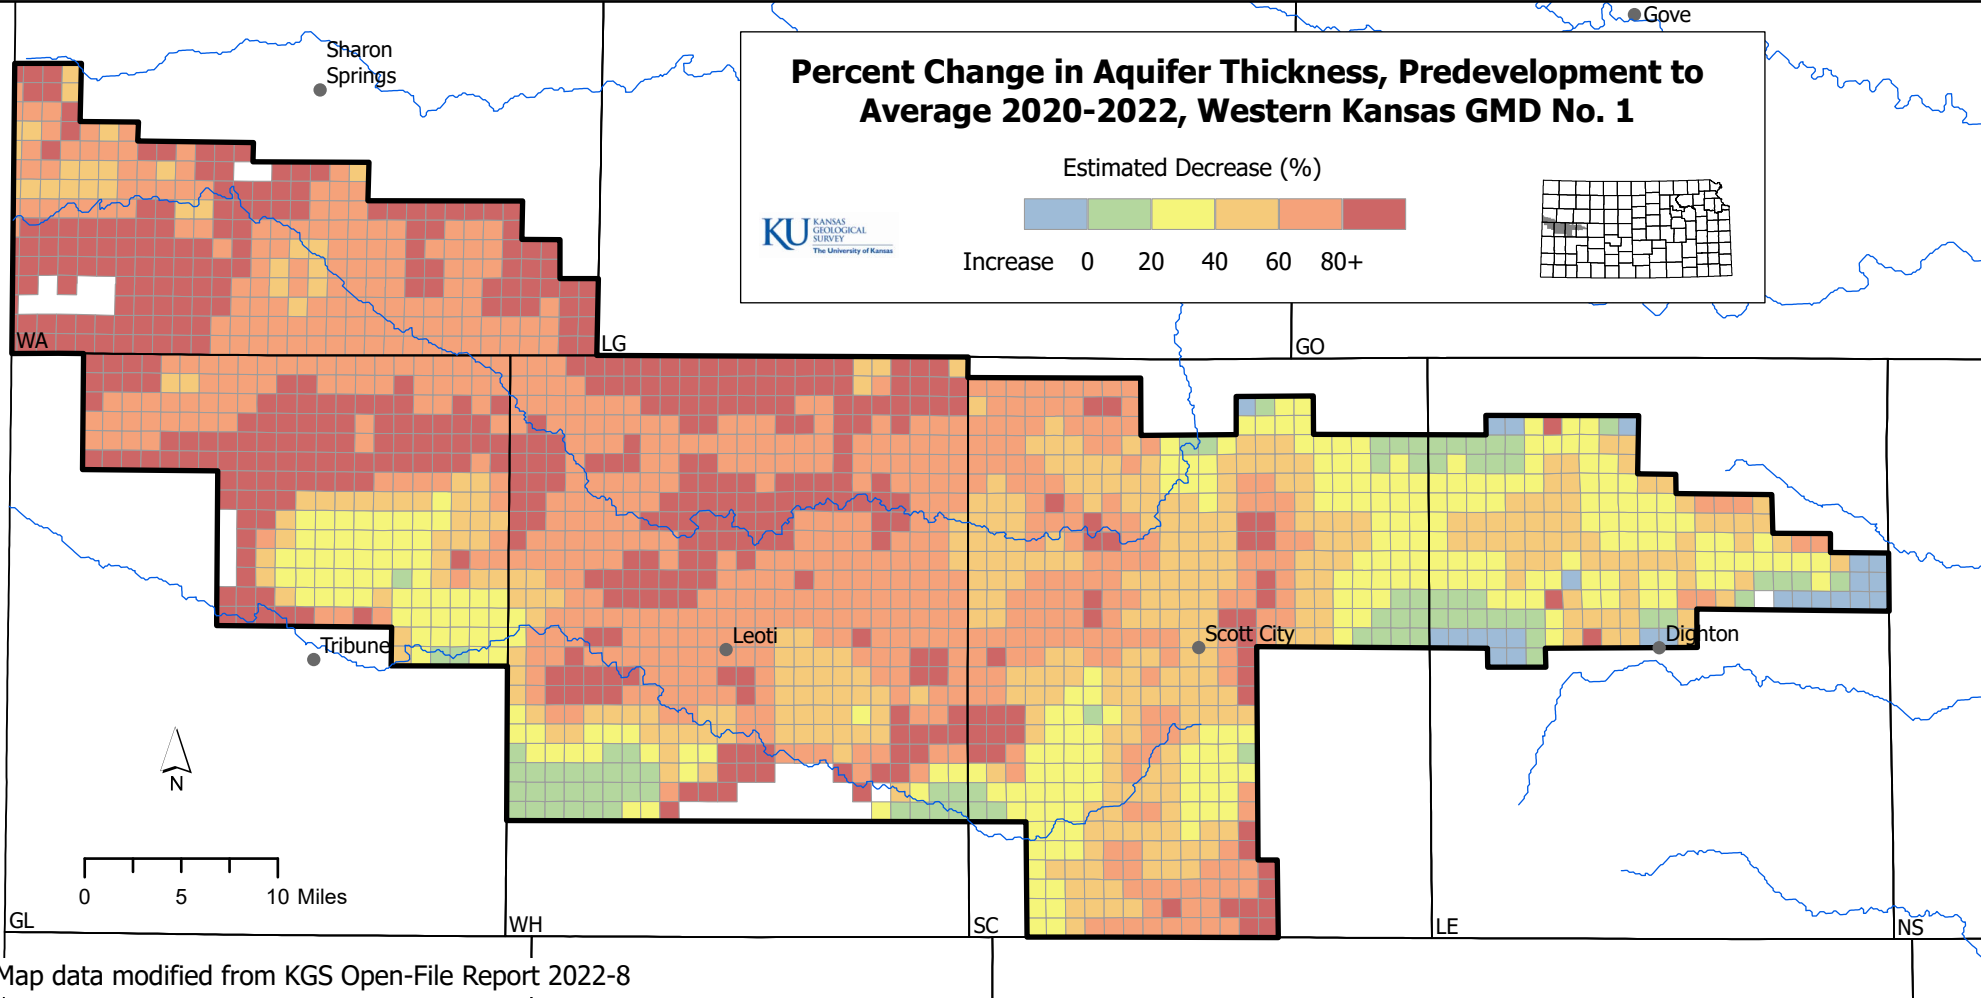 Gove
Sharon
Springs
Percent Change in Aquifer Thickness, Predevelopment to
Average 2020-2022, Western Kansas GMD No. 1
Estimated Decrease (%)
KU KANSAS
GEOLOGICAL
SURVEY
The University of Kansas
Increase 0 20 40 60 80+
WA
LG
GO
Leoti
Scott City
Dighton
Tribune
N
0 5 10 Miles
GL
WH
SC
LE
NS
Map data modified from KGS Open-File Report 2022-8